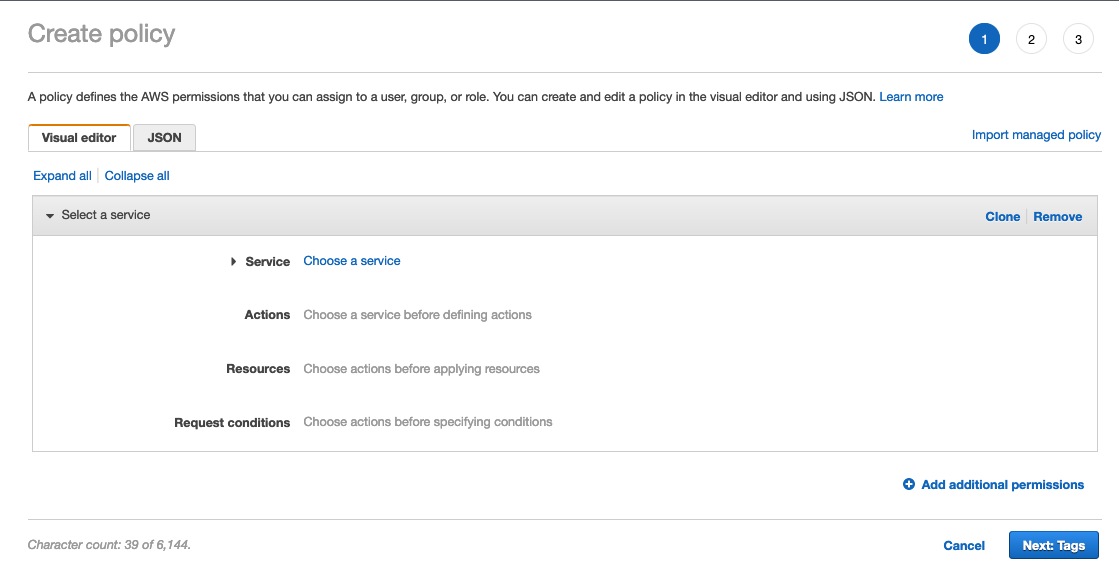 Create policy
1 2 3
A policy defines the AWS permissions that you can assign to a user, group, or role. You can create and edit a policy in the visual editor and using JSON. Learn more
Visual editor JSON Import managed policy
Expand all Collapse all
Select a service Clone Remove
Service Choose a service
Actions Choose a service before defining actions
Resources Choose actions before applying resources
Request conditions Choose actions before specifying conditions
Add additional permissions
Character count: 39 of 6,144. Cancel Next: Tags